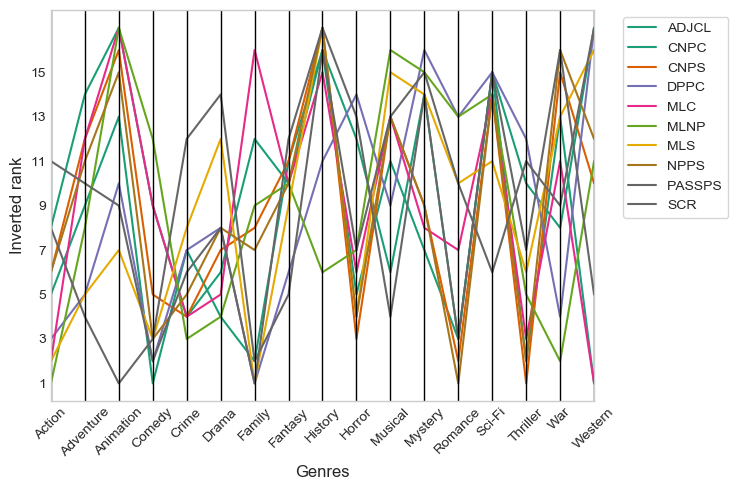 15
13
11
9
7
5
3
1
Inverted rank
Action
Adventure
Animation
Comedy
Crime
Drama
Family
Fantasy
History
Horror
Musical
Mystery
Romance
Sci-Fi
Thriller
War
Western
Genres
ADJCL
CNPC
CNPS
DPPC
MLC
MLNP
MLS
NPPS
PASSPS
SCR